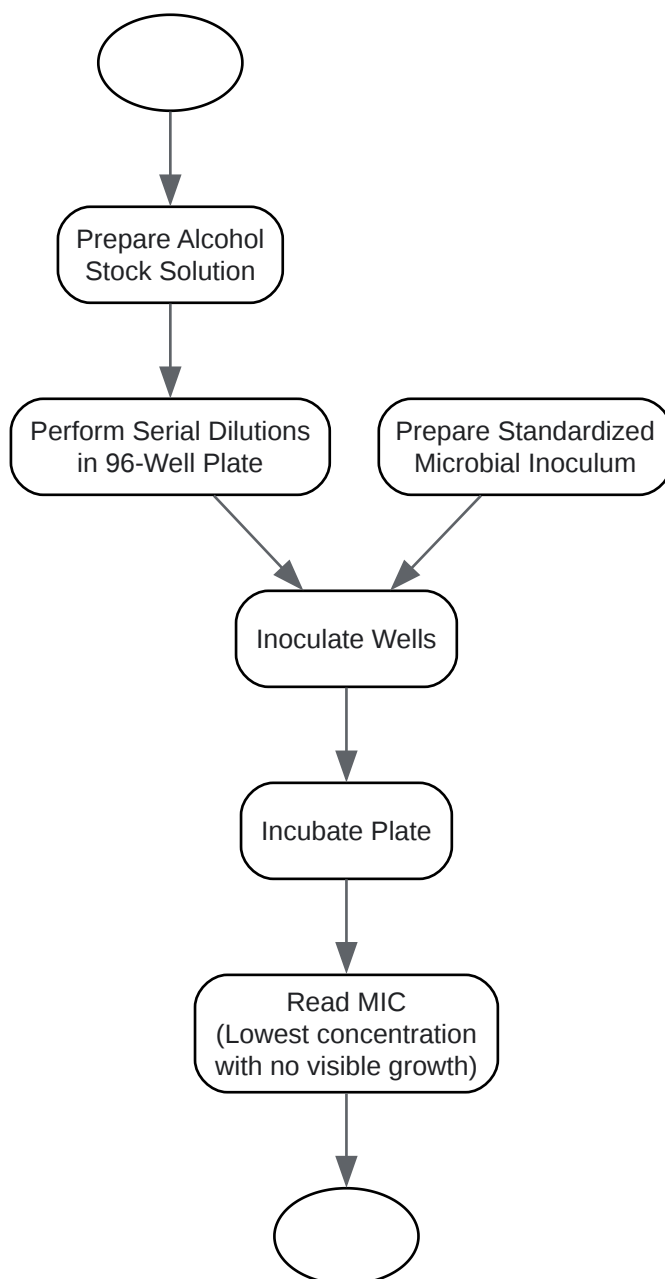 Prepare Alcohol
Stock Solution
Perform Serial Dilutions
in 96-Well Plate
Prepare Standardized
Microbial Inoculum
Inoculate Wells
Incubate Plate
Read MIC
(Lowest concentration
with no visible growth)